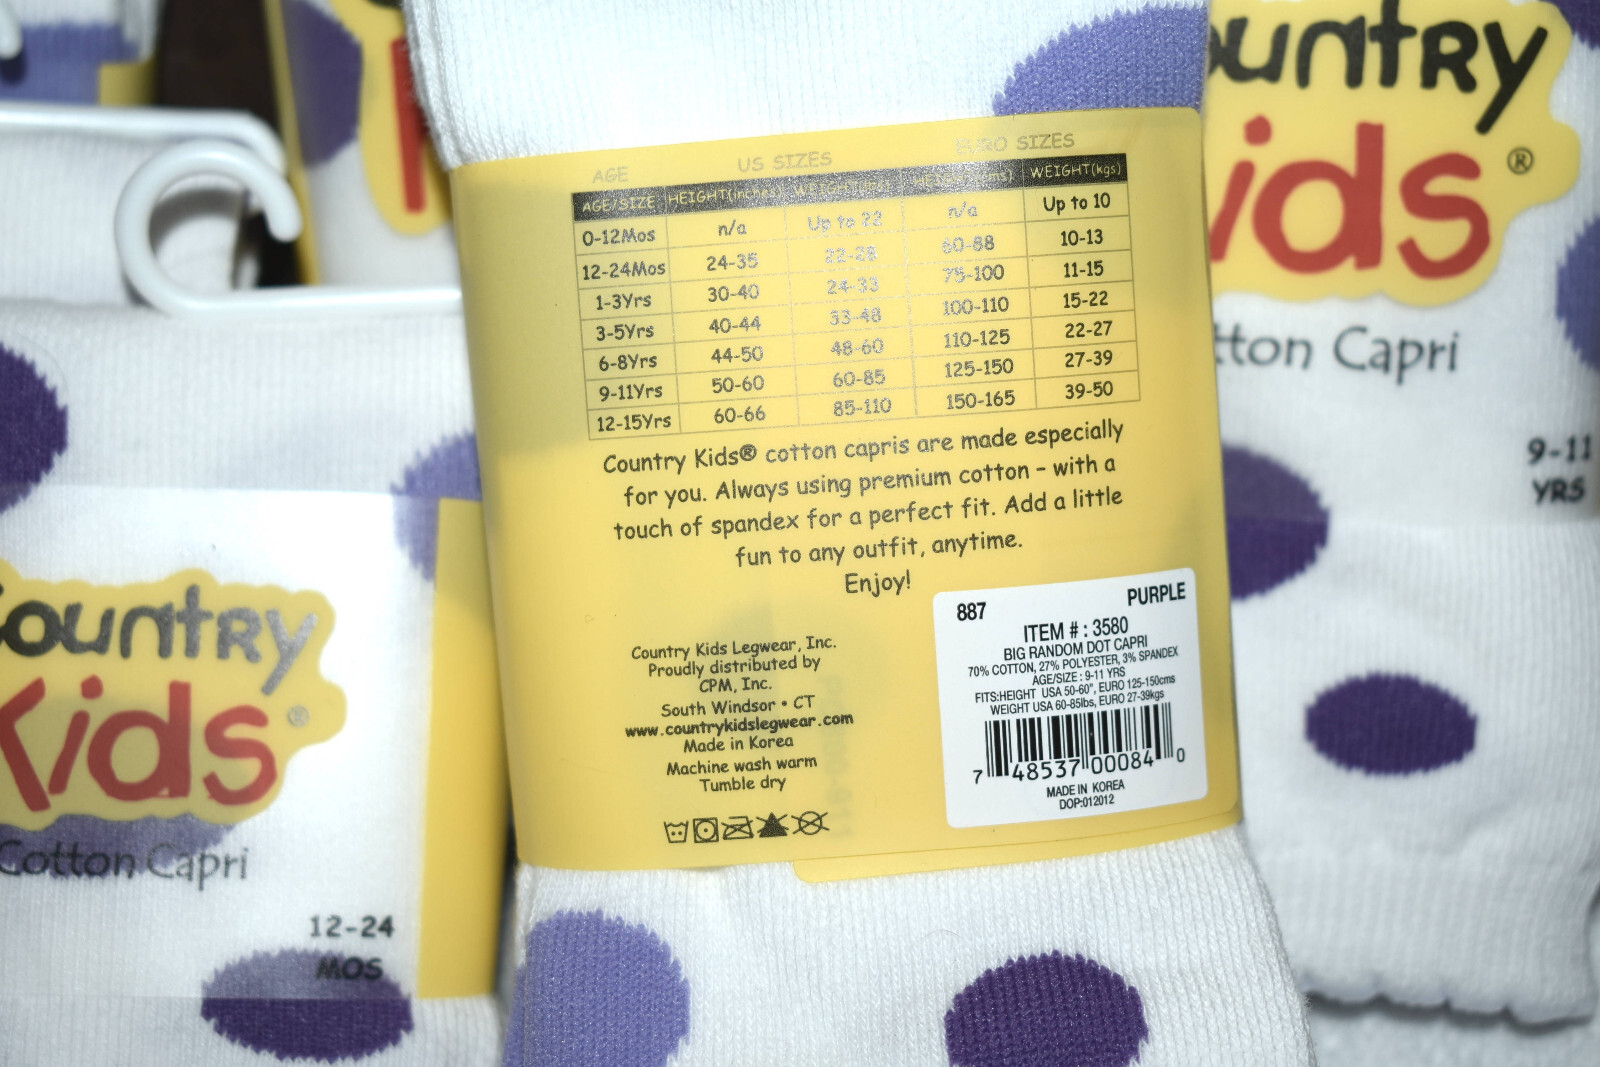 AGE US SIZES EURO SIZES
AGE/SIZE HEIGHT(inches) WEIGHT(lbs) HEIGHT(cms) WEIGHT(kgs)
0-12Mos n/a Up to 22 n/a Up to 10
12-24Mos 24-35 22-28 60-88 10-13
1-3Yrs 30-40 24-33 75-100 11-15
3-5Yrs 40-44 33-48 100-110 15-22
6-8Yrs 44-50 48-60 110-125 22-27
9-11Yrs 50-60 60-85 125-150 27-39
12-15Yrs 60-66 85-110 150-165 39-50
Country Kids® cotton capris are made especially
for you. Always using premium cotton – with a
touch of spandex for a perfect fit. Add a little
fun to any outfit, anytime.
Enjoy!
Country Kids Legwear, Inc.
Proudly distributed by
CPM, Inc.
South Windsor • CT
www.countrykidslegwear.com
Made in Korea
Machine wash warm
Tumble dry
887 PURPLE
ITEM # : 3580
BIG RANDOM DOT CAPRI
70% COTTON, 27% POLYESTER, 3% SPANDEX
AGE/SIZE : 9-11 YRS
FITS:HEIGHT USA 50-60", EURO 125-150cms
WEIGHT USA 60-85lbs, EURO 27-39kgs
7 48537 00084 0
MADE IN KOREA
DOP:012012
Country
Kids®
Cotton Capri
12-24
MOS
ountry
ids®
tton Capri
9-11
YRS